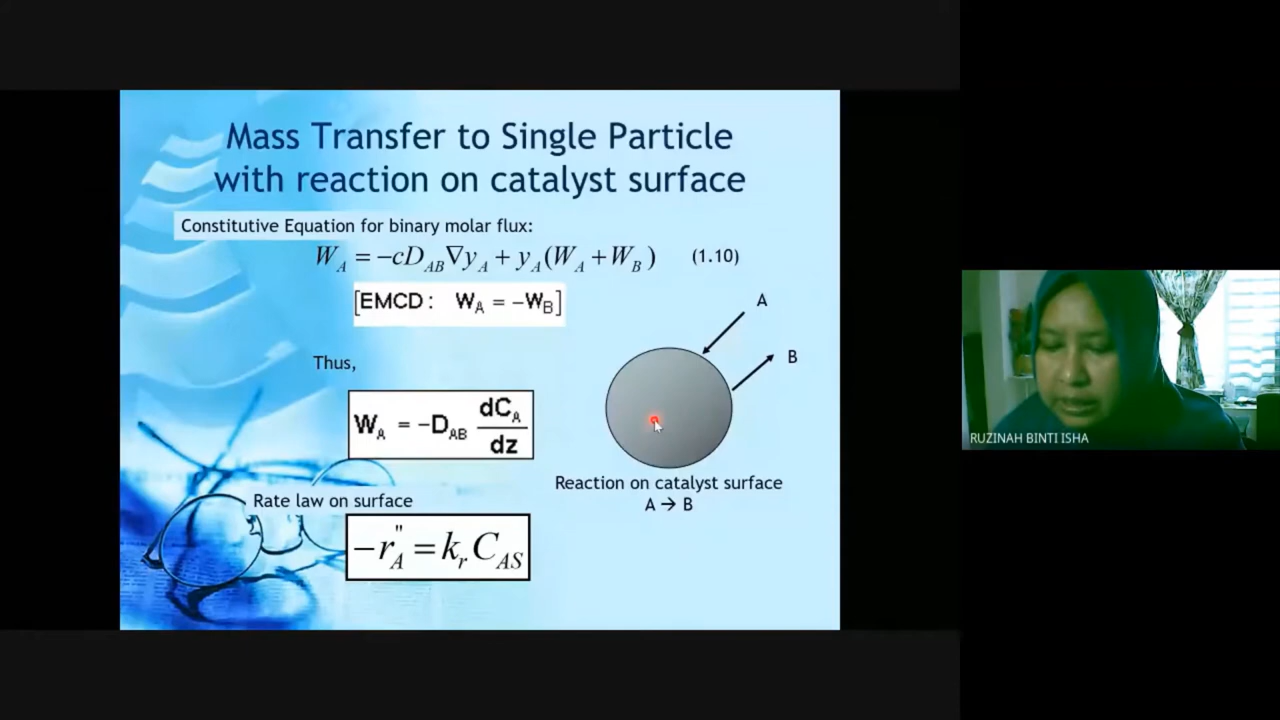 Mass Transfer to Single Particle
with reaction on catalyst surface
Constitutive Equation for binary molar flux:
W_A = −cD_AB ∇y_A + y_A(W_A + W_B) (1.10)
[EMCD: W_A = −W_B]
A
B
Thus,
W_A = −D_AB dC_A/dz
Reaction on catalyst surface
A → B
Rate law on surface
−r_A" = k_r C_AS
RUZINAH BINTI ISHA